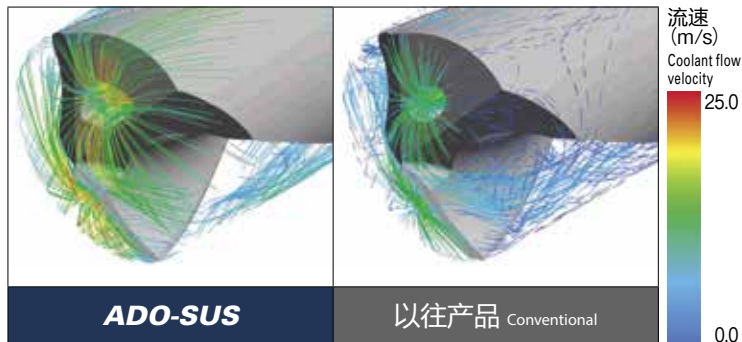 流速
(m/s)
Coolant flow
velocity
25.0
0.0
ADO-SUS
以往产品 Conventional